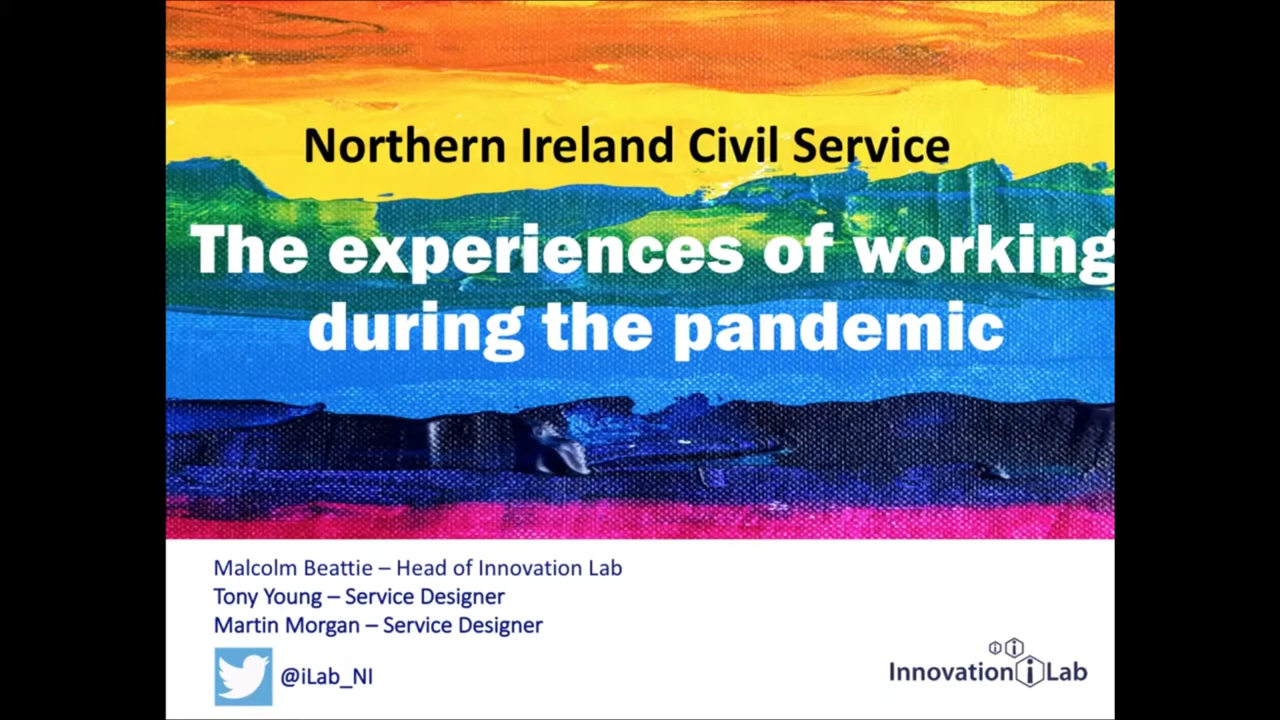 Northern Ireland Civil Service
The experiences of working
during the pandemic
Malcolm Beattie – Head of Innovation Lab
Tony Young – Service Designer
Martin Morgan – Service Designer
@iLab_NI
Innovation i Lab